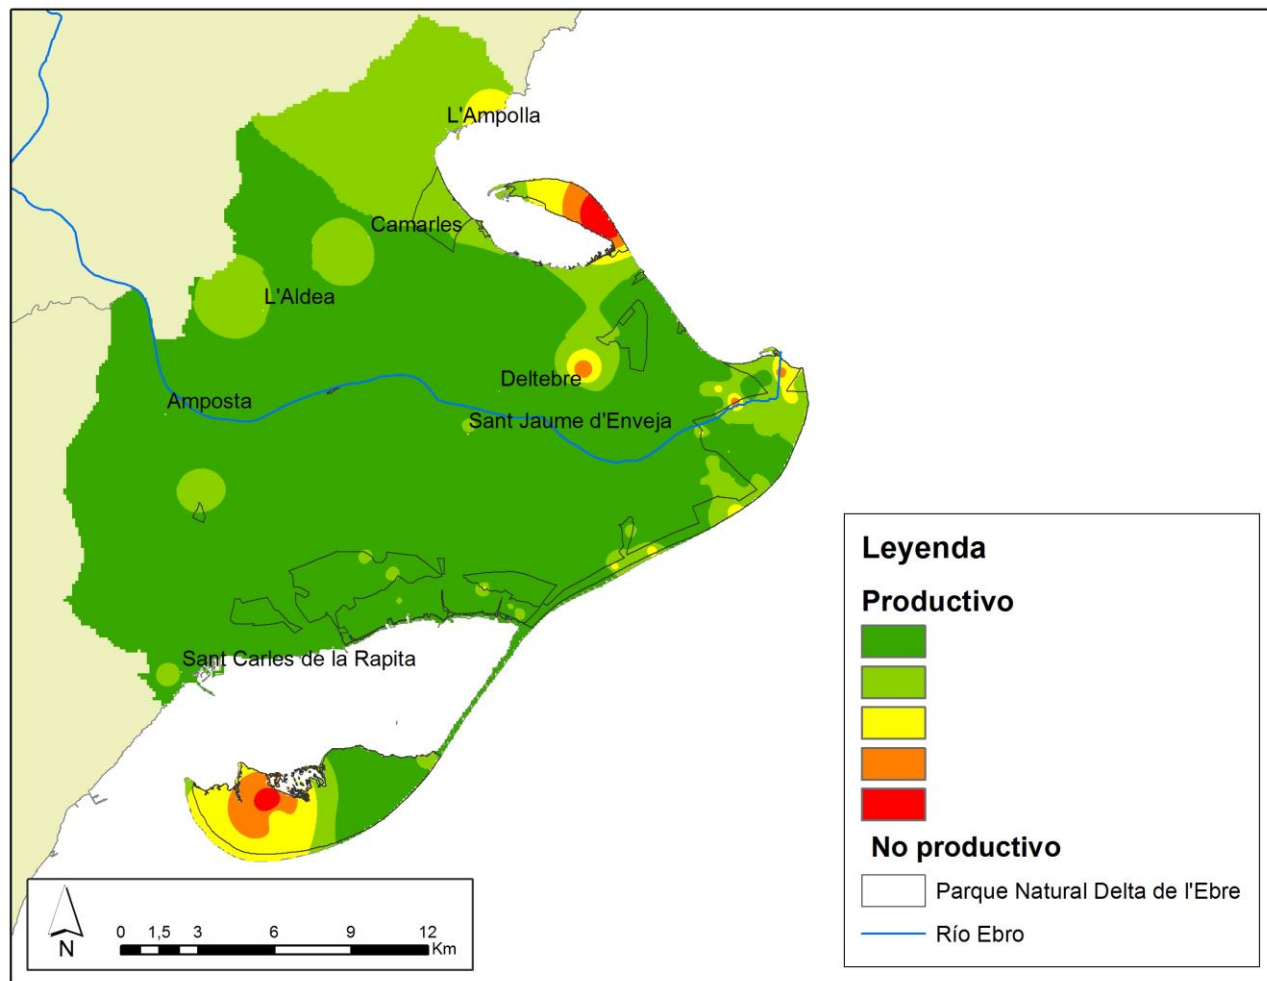 L'Ampolla
Camarles
L'Aldea
Deltebre
Amposta
Sant Jaume d'Enveja
Sant Carles de la Rapita
Leyenda
Productivo
No productivo
Parque Natural Delta de l'Ebre
Río Ebro
N
0 1,5 3 6 9 12
Km